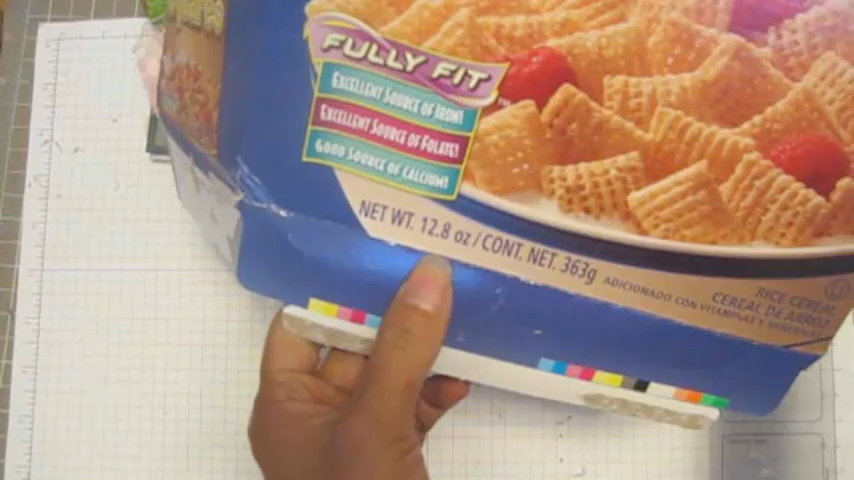 FULLY FIT
EXCELLENT SOURCE OF IRON!
EXCELLENT SOURCE OF FOLATE!
GOOD SOURCE OF CALCIUM!
NET WT. 12.8 oz / CONT. NET. 363g
ADICIONADO CON VITAMINAS Y MINERALES
RICE CEREAL
CEREAL DE ARROZ